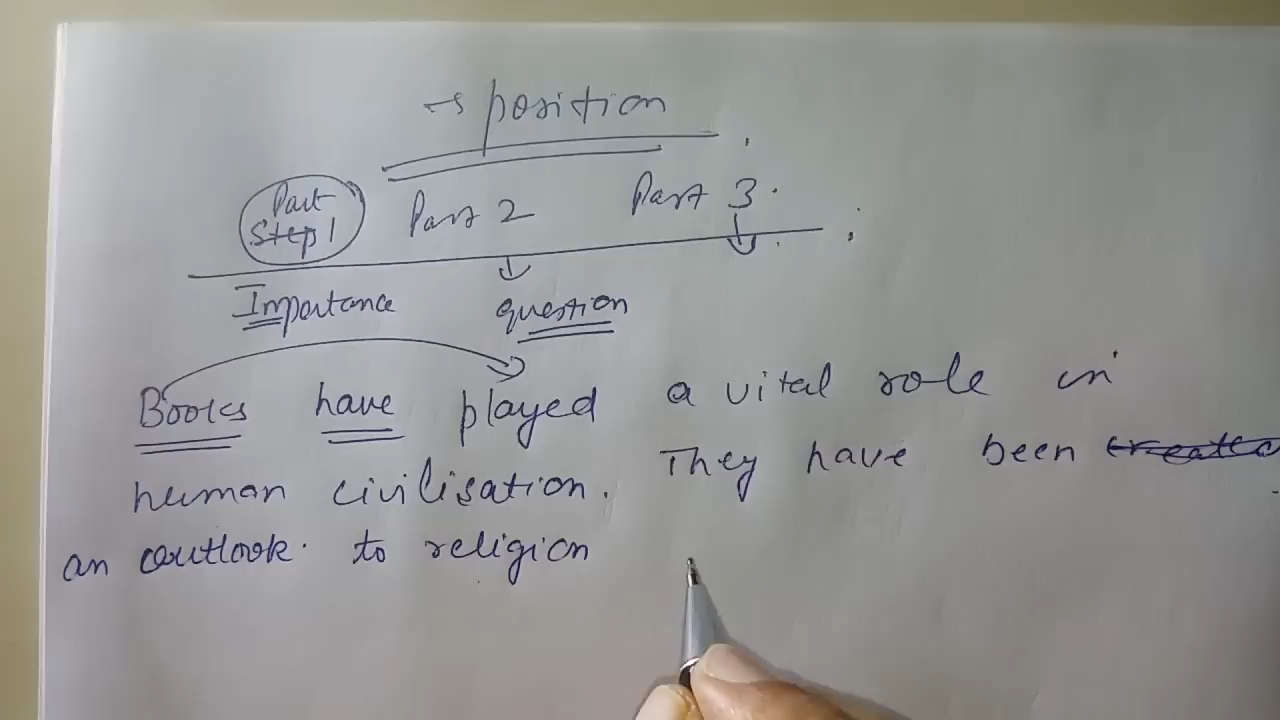 → position
Part
Step 1 Part 2 Part 3.
Importance question
Books have played a vital role in
human civilisation. They have been created
an outlook to religion